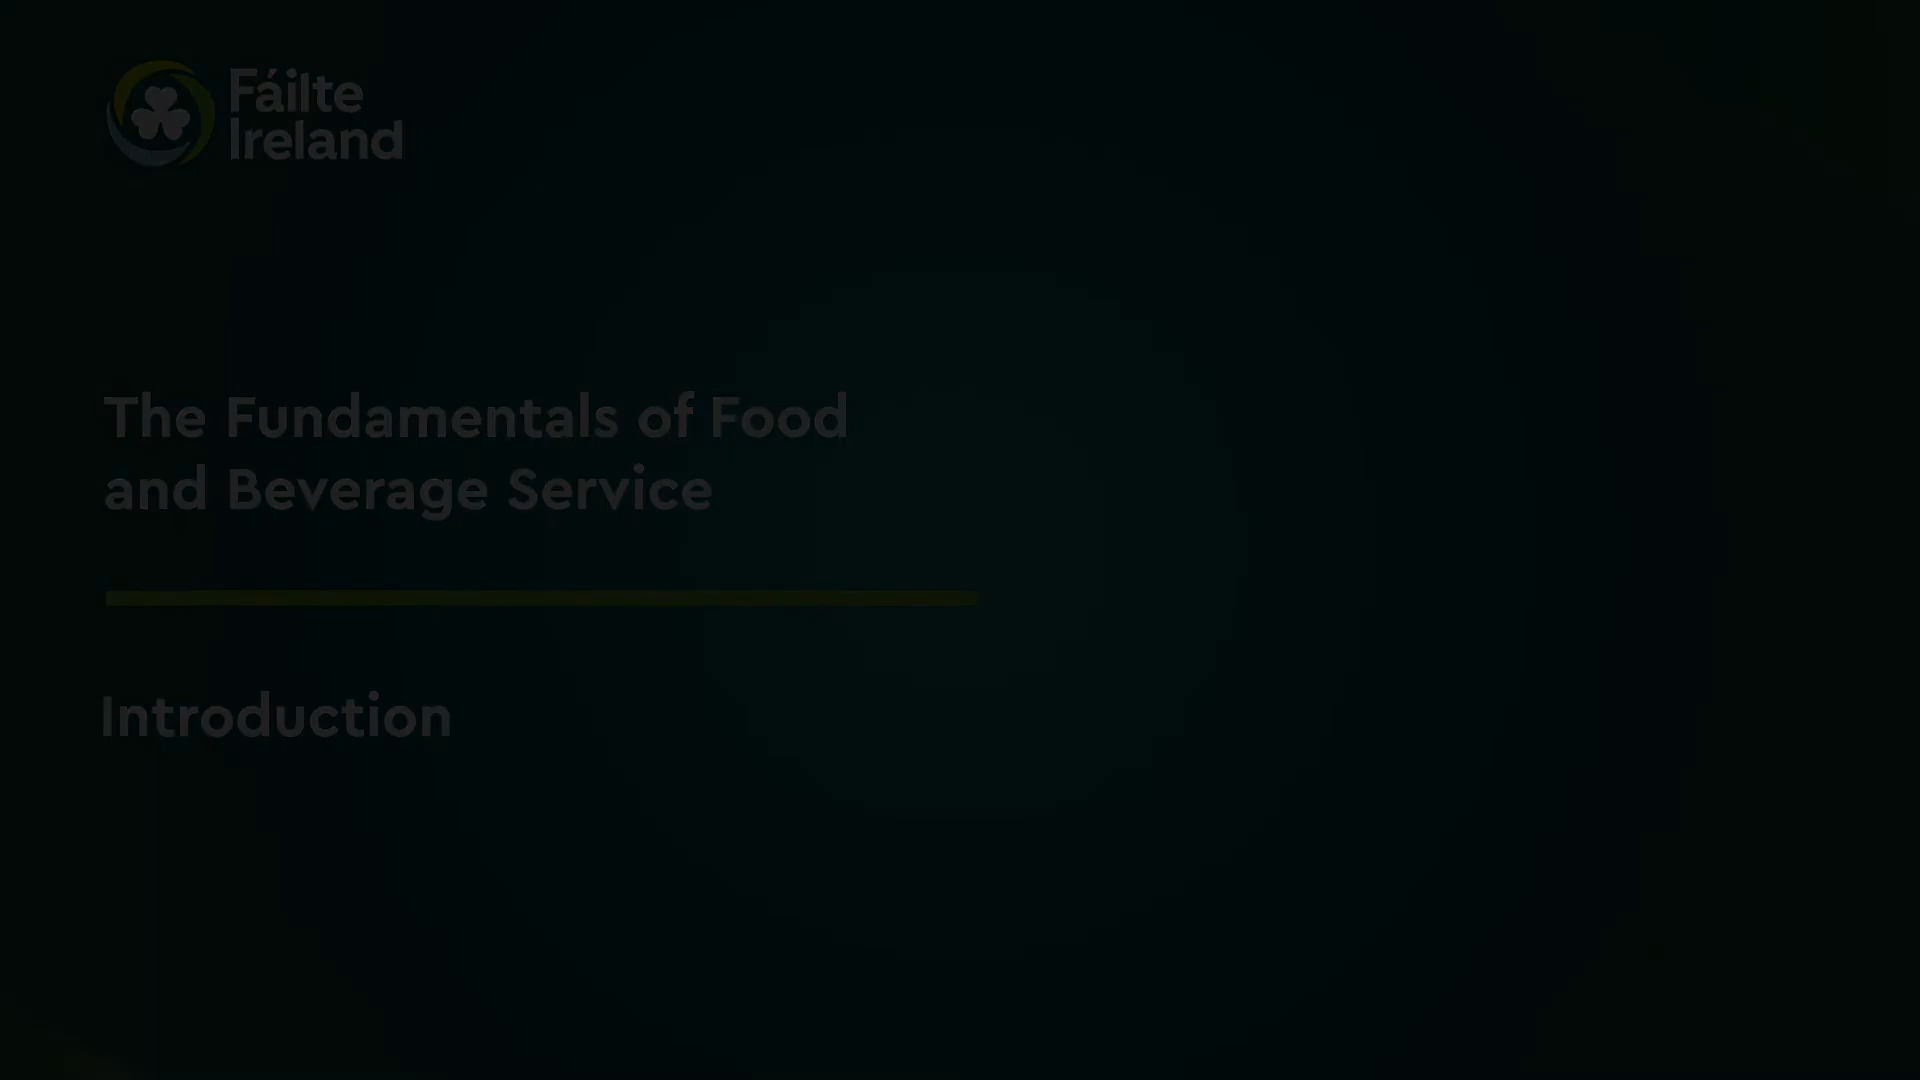 Fáilte
Ireland
The Fundamentals of Food
and Beverage Service
Introduction